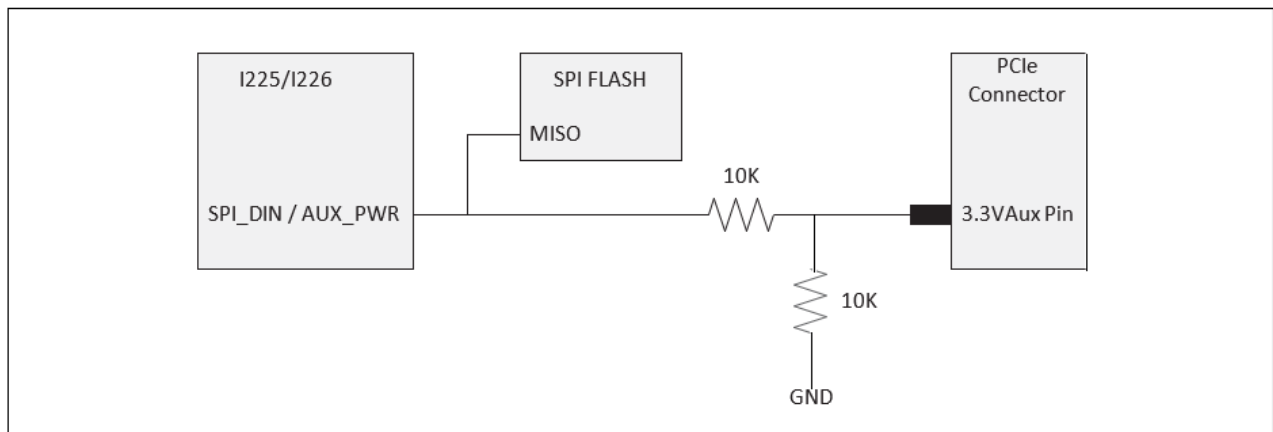 I225/I226
SPI FLASH
PCIe
Connector
MISO
10K
SPI_DIN / AUX_PWR
3.3VAux Pin
10K
GND